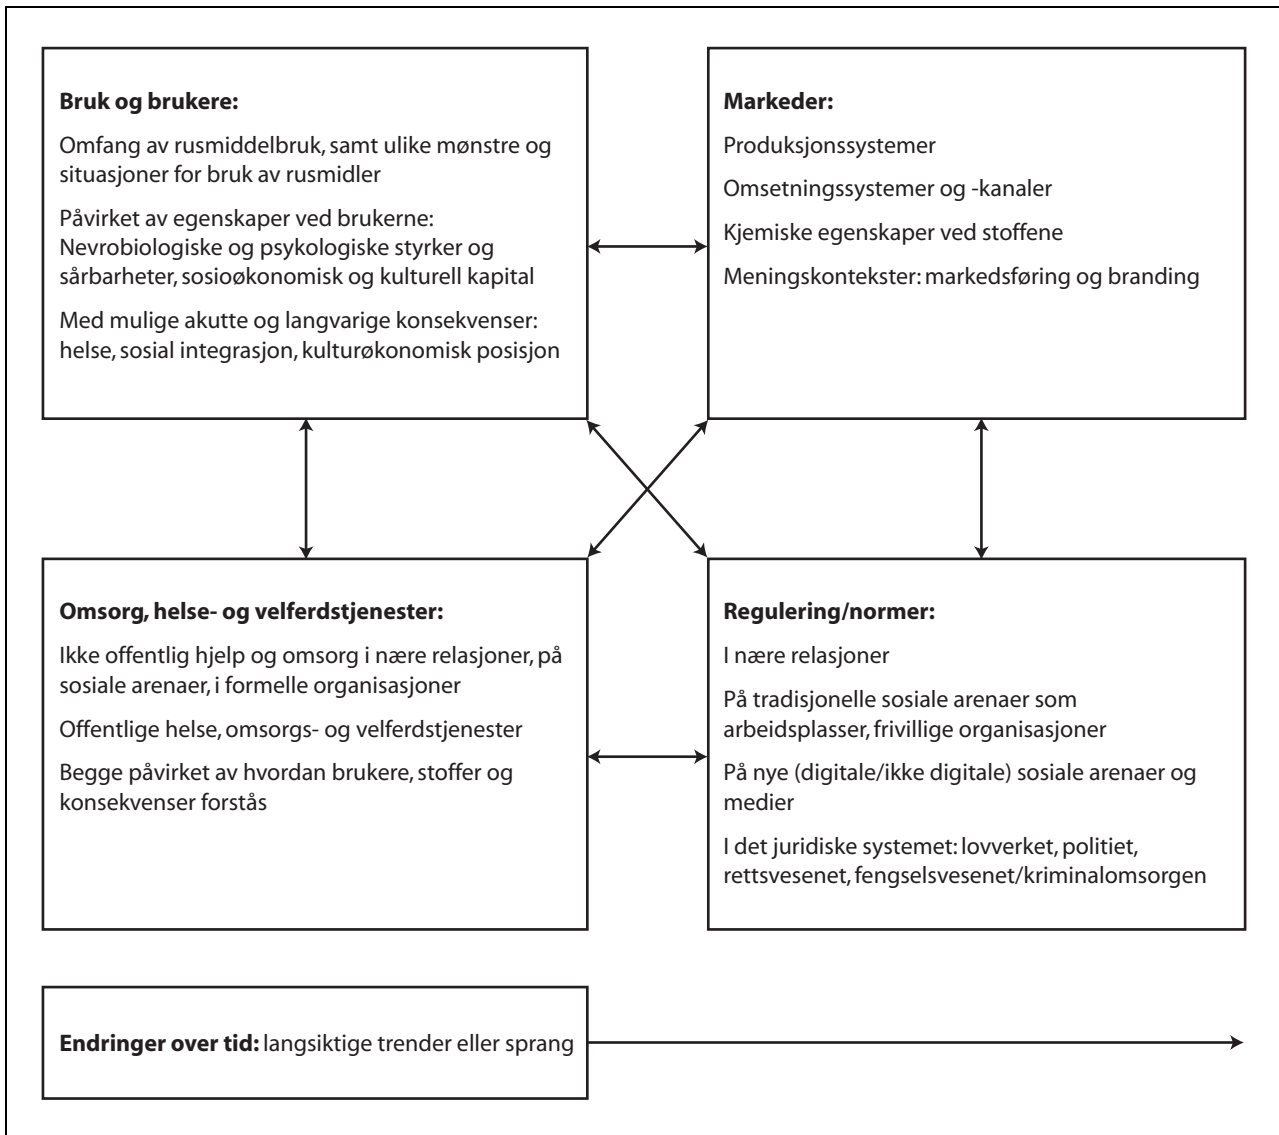 Bruk og brukere:
Omfang av rusmiddelbruk, samt ulike mønstre og
situasjoner for bruk av rusmidler
Påvirket av egenskaper ved brukerne:
Nevrobiologiske og psykologiske styrker og
sårbarheter, sosioøkonomisk og kulturell kapital
Med mulige akutte og langvarige konsekvenser:
helse, sosial integrasjon, kulturøkonomisk posisjon
Markeder:
Produksjonssystemer
Omsetningssystemer og -kanaler
Kjemiske egenskaper ved stoffene
Meningskontekster: markedsføring og branding
Omsorg, helse- og velferdstjenester:
Ikke offentlig hjelp og omsorg i nære relasjoner, på
sosiale arenaer, i formelle organisasjoner
Offentlige helse, omsorgs- og velferdstjenester
Begge påvirket av hvordan brukere, stoffer og
konsekvenser forstås
Regulering/normer:
I nære relasjoner
På tradisjonelle sosiale arenaer som
arbeidsplasser, frivillige organisasjoner
På nye (digitale/ikke digitale) sosiale arenaer og
medier
I det juridiske systemet: lovverket, politiet,
rettsvesenet, fengselsvesenet/kriminalomsorgen
Endringer over tid: langsiktige trender eller sprang